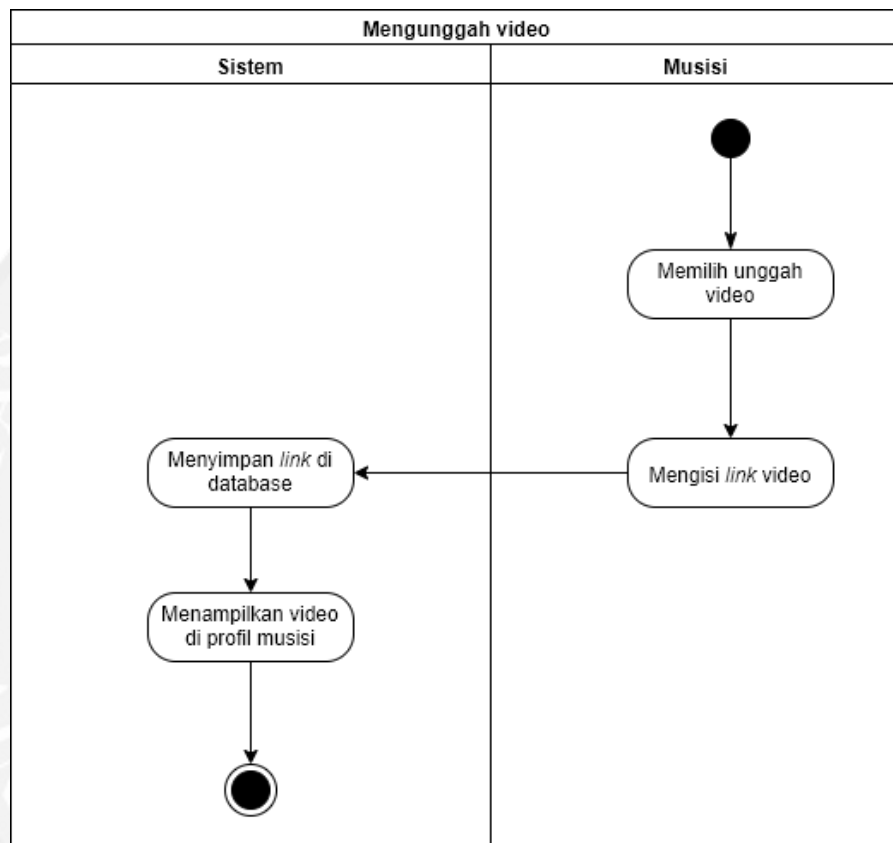 Mengunggah video
Sistem
Musisi
Memilih unggah
video
Mengisi link video
Menyimpan link di
database
Menampilkan video
di profil musisi